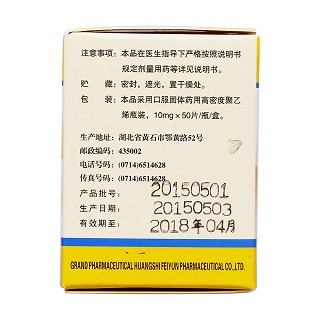 注意事项：本品在医生指导下严格按照说明书
规定剂量用药等详见说明书。
贮　　藏：密封，遮光，置干燥处。
包　　装：本品采用口服固体药用高密度聚乙
烯瓶装，10mg×50片/瓶/盒。
生产地址：湖北省黄石市鄂黄路52号
邮政编码：435002
电话号码：(0714)6514628
传真号码：(0714)6514628
产品批号：20150501
生产日期：20150503
有效期至：2018年04月
GRAND PHARMACEUTICAL HUANGSHI FEIYUN PHARMACEUTICAL CO.,LTD.